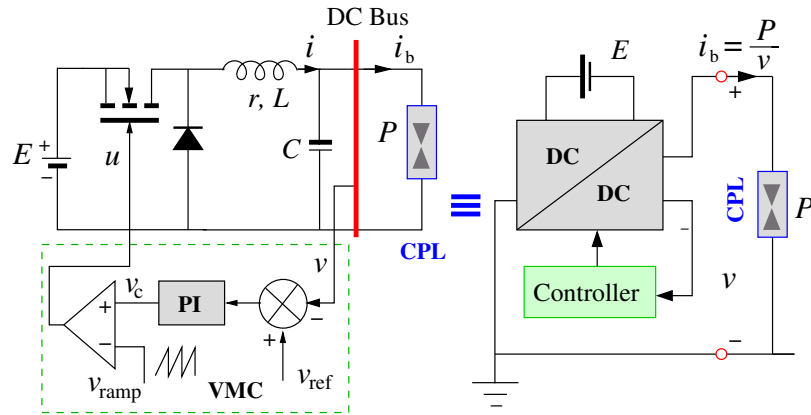 DC Bus
i
i_b
r, L
E
+
−
u
C
P
CPL
v
v_c
+
−
PI
−
+
v_ramp
VMC
v_ref
≡
E
i_b = P/v
+
DC
DC
−
CPL
P
Controller
v
−